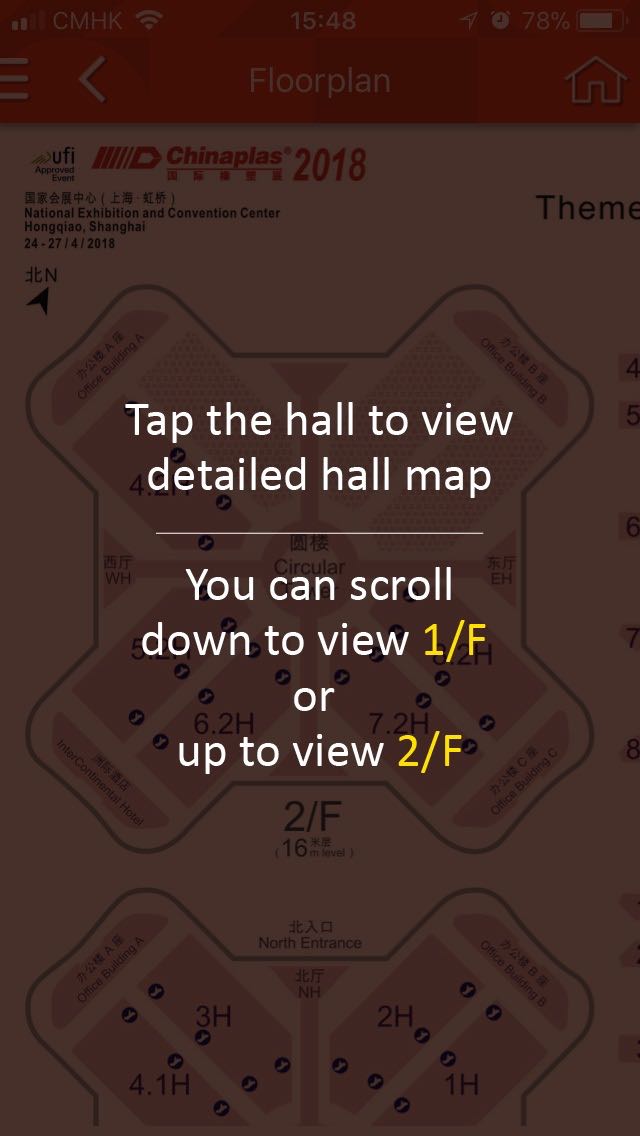 CMHK 15:48 78%
Floorplan
ufi
Approved
Event
Chinaplas® 2018
国际橡塑展
国家会展中心 ( 上海·虹桥 )
National Exhibition and Convention Center
Hongqiao, Shanghai
24 - 27 / 4 / 2018
Theme
北N
办公楼 A 座
Office Building A
办公楼 B 座
Office Building B
4
5
Tap the hall to view
detailed hall map
4.2H
6
圆楼
Circular
西厅
WH
东厅
EH
You can scroll
down to view 1/F
or
up to view 2/F
5.2H
8.2H
7
6.2H
7.2H
8
洲际酒店
InterContinental Hotel
办公楼 C 座
Office Building C
2/F
( 16 米层
m level )
北入口
North Entrance
办公楼 A 座
Office Building A
办公楼 B 座
Office Building B
北厅
NH
3H
2H
4.1H
1H